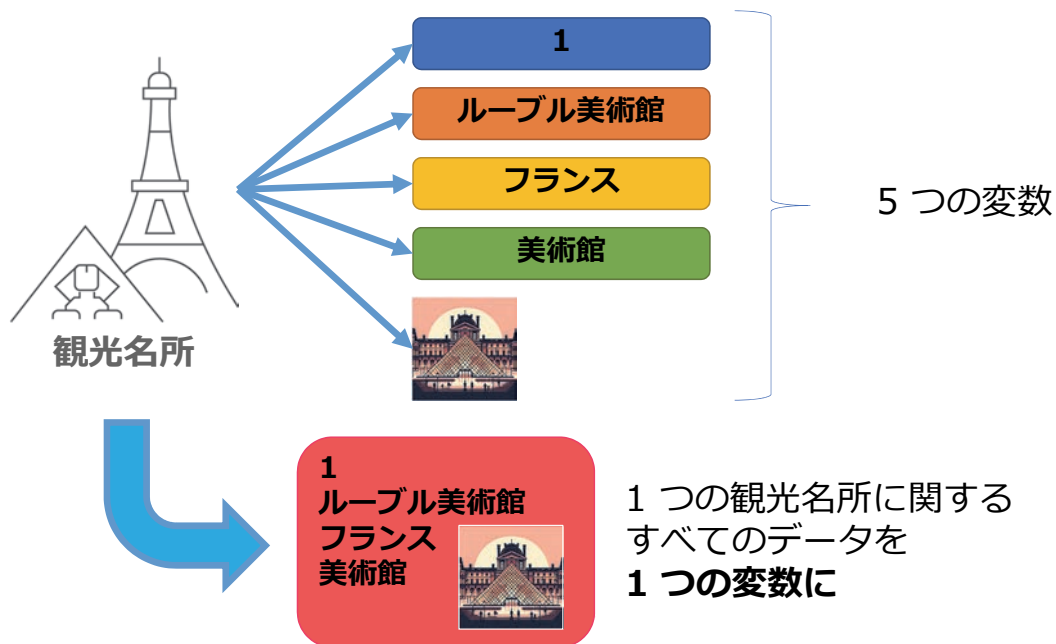 1
ルーブル美術館
フランス
美術館
5 つの変数
観光名所
1
ルーブル美術館
フランス
美術館
1 つの観光名所に関する
すべてのデータを
1 つの変数に